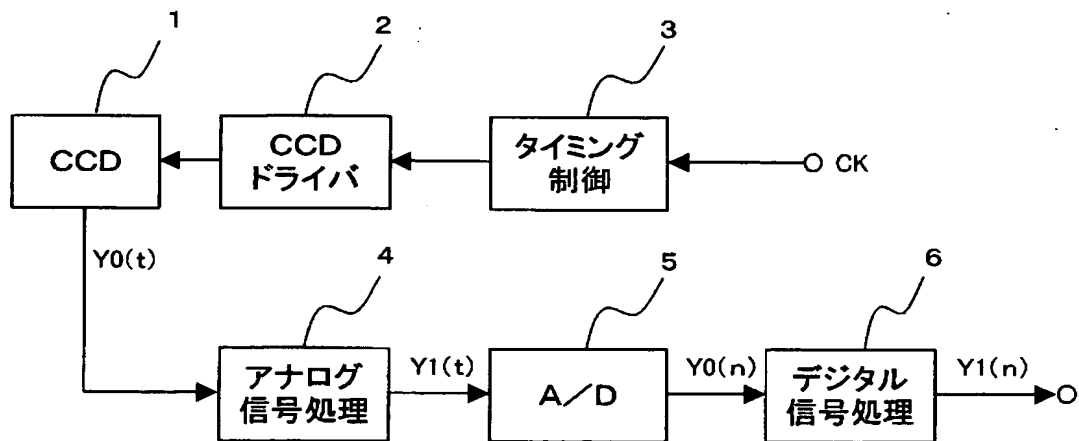 1
2
3
CCD
CCD
ドライバ
タイミング
制御
CK
Y0(t)
4
5
6
アナログ
信号処理
Y1(t)
A／D
Y0(n)
デジタル
信号処理
Y1(n)